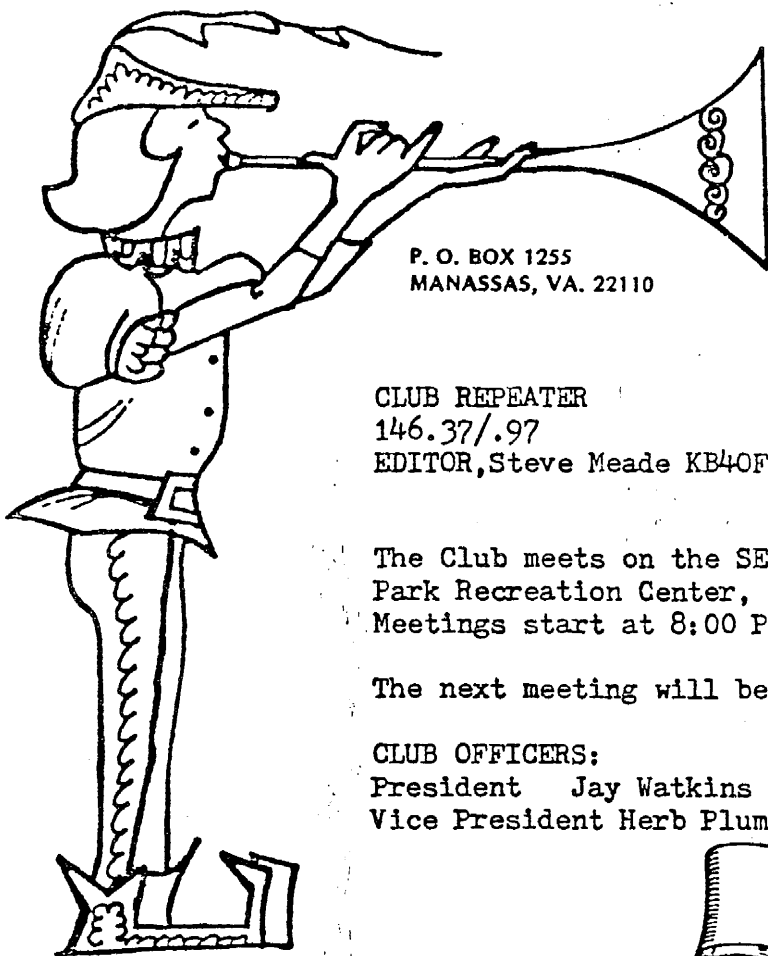 P. O. BOX 1255
MANASSAS, VA. 22110
CLUB REPEATER
146.37/.97
EDITOR,Steve Meade KB4OF
The Club meets on the SE
Park Recreation Center,
Meetings start at 8:00 P
The next meeting will be
CLUB OFFICERS:
President Jay Watkins
Vice President Herb Plum